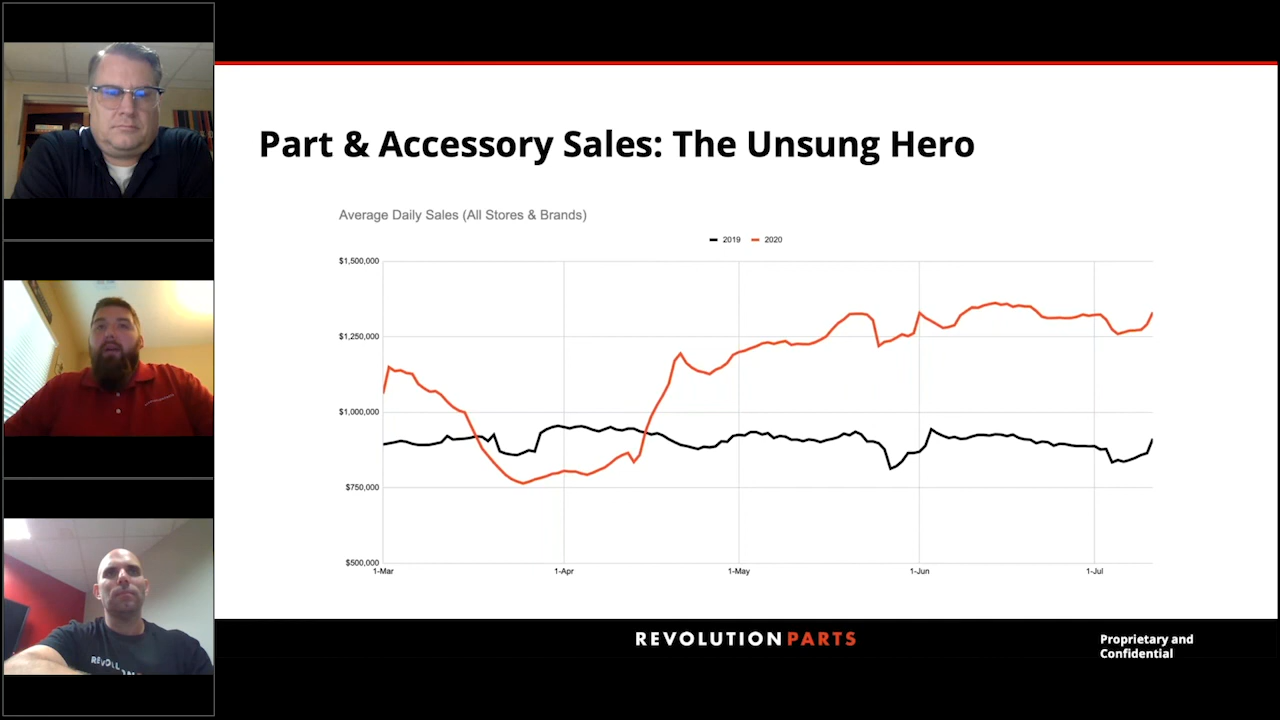 Part & Accessory Sales: The Unsung Hero
Average Daily Sales (All Stores & Brands)
2019 2020
$1,500,000
$1,250,000
$1,000,000
$750,000
$500,000
1-Mar 1-Apr 1-May 1-Jun 1-Jul
REVOLUTIONPARTS
Proprietary and
Confidential